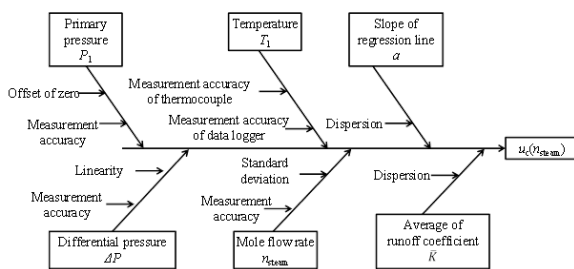 Primary
pressure
P₁
Temperature
T₁
Slope of
regression line
a
Offset of zero
Measurement
accuracy
Measurement accuracy
of thermocouple
Measurement accuracy
of data logger
Dispersion
u꜀(nₛₜₑₐₘ)
Linearity
Measurement
accuracy
Standard
deviation
Measurement
accuracy
Dispersion
Differential pressure
ΔP
Mole flow rate
nₛₜₑₐₘ
Average of
runoff coefficient
K̄